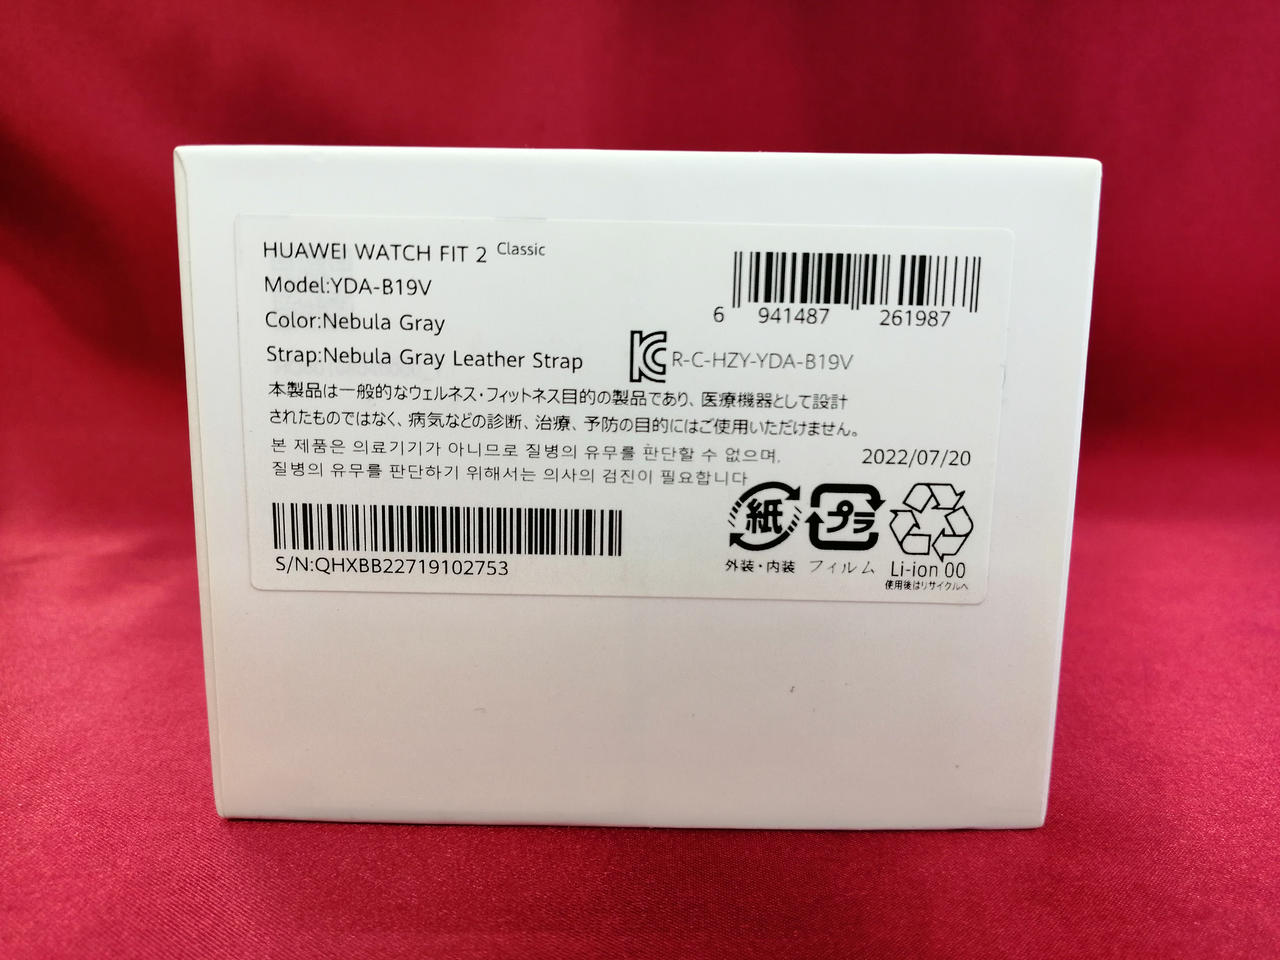 HUAWEI WATCH FIT 2 Classic
Model:YDA-B19V
Color:Nebula Gray
Strap:Nebula Gray Leather Strap
6 941487 261987
R-C-HZY-YDA-B19V
本製品は一般的なウェルネス・フィットネス目的の製品であり、医療機器として設計
されたものではなく、病気などの診断、治療、予防の目的にはご使用いただけません。
본 제품은 의료기기가 아니므로 질병의 유무를 판단할 수 없으며,
질병의 유무를 판단하기 위해서는 의사의 검진이 필요합니다
2022/07/20
S/N:QHXBB22719102753
紙
プラ
外装・内装
フィルム
Li-ion 00
使用後はリサイクルへ